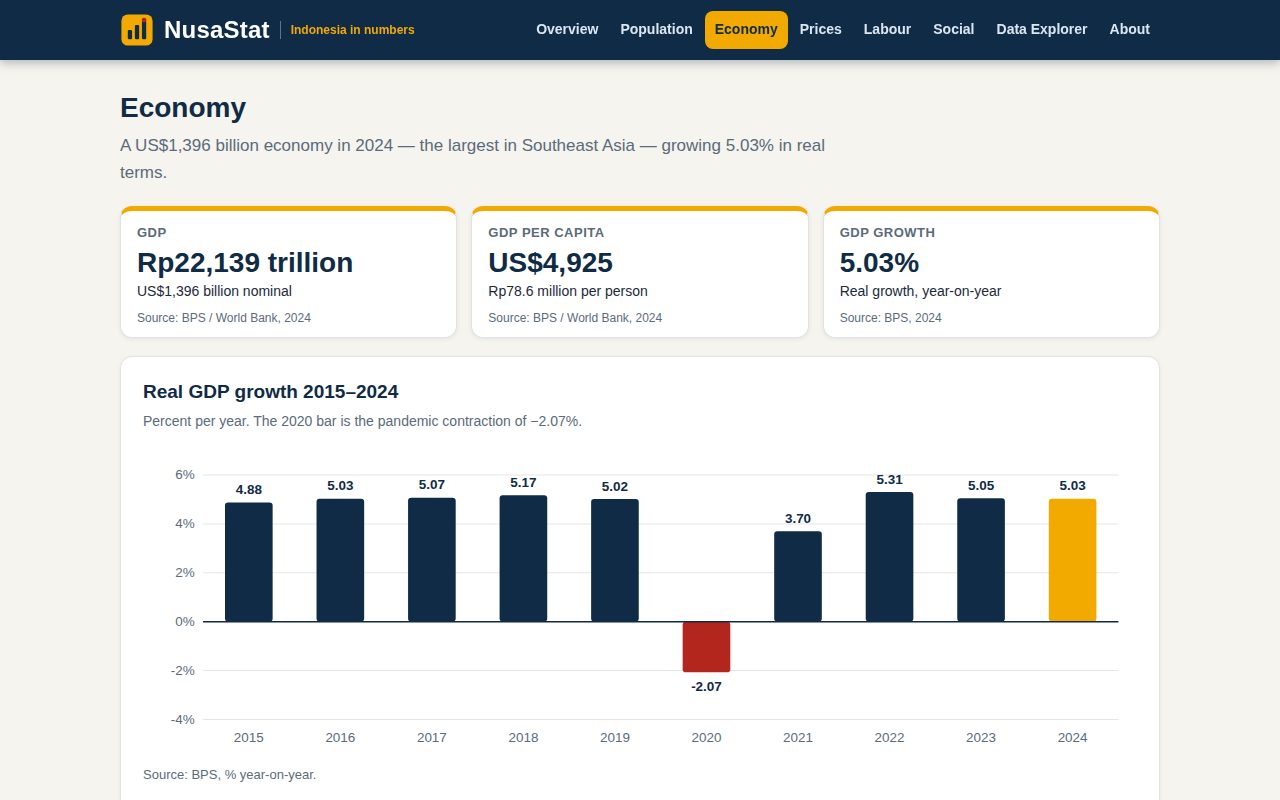 NusaStat
Indonesia in numbers
Overview
Population
Economy
Prices
Labour
Social
Data Explorer
About
Economy
A US$1,396 billion economy in 2024 — the largest in Southeast Asia — growing 5.03% in real
terms.
GDP
Rp22,139 trillion
US$1,396 billion nominal
Source: BPS / World Bank, 2024
GDP PER CAPITA
US$4,925
Rp78.6 million per person
Source: BPS / World Bank, 2024
GDP GROWTH
5.03%
Real growth, year-on-year
Source: BPS, 2024
Real GDP growth 2015–2024
Percent per year. The 2020 bar is the pandemic contraction of −2.07%.
6%
4%
2%
0%
-2%
-4%
4.88
5.03
5.07
5.17
5.02
-2.07
3.70
5.31
5.05
5.03
2015
2016
2017
2018
2019
2020
2021
2022
2023
2024
Source: BPS, % year-on-year.